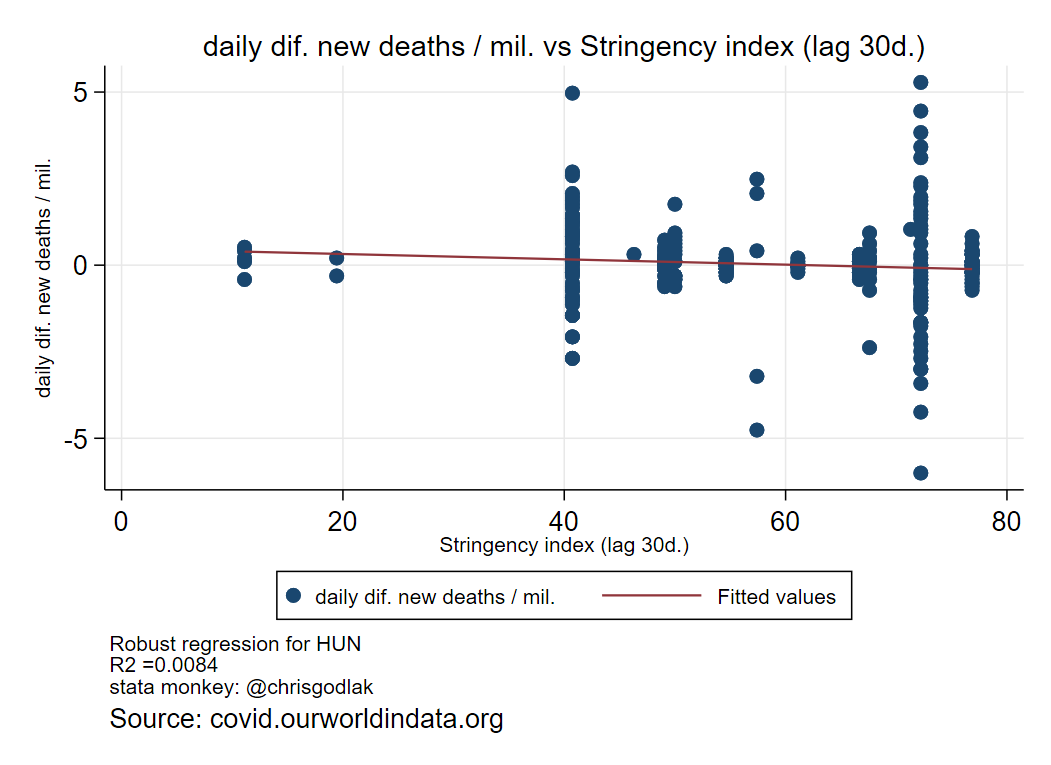 daily dif. new deaths / mil. vs Stringency index (lag 30d.)
daily dif. new deaths / mil.
5
0
-5
0 20 40 60 80
Stringency index (lag 30d.)
daily dif. new deaths / mil. Fitted values
Robust regression for HUN
R2 =0.0084
stata monkey: @chrisgodlak
Source: covid.ourworldindata.org